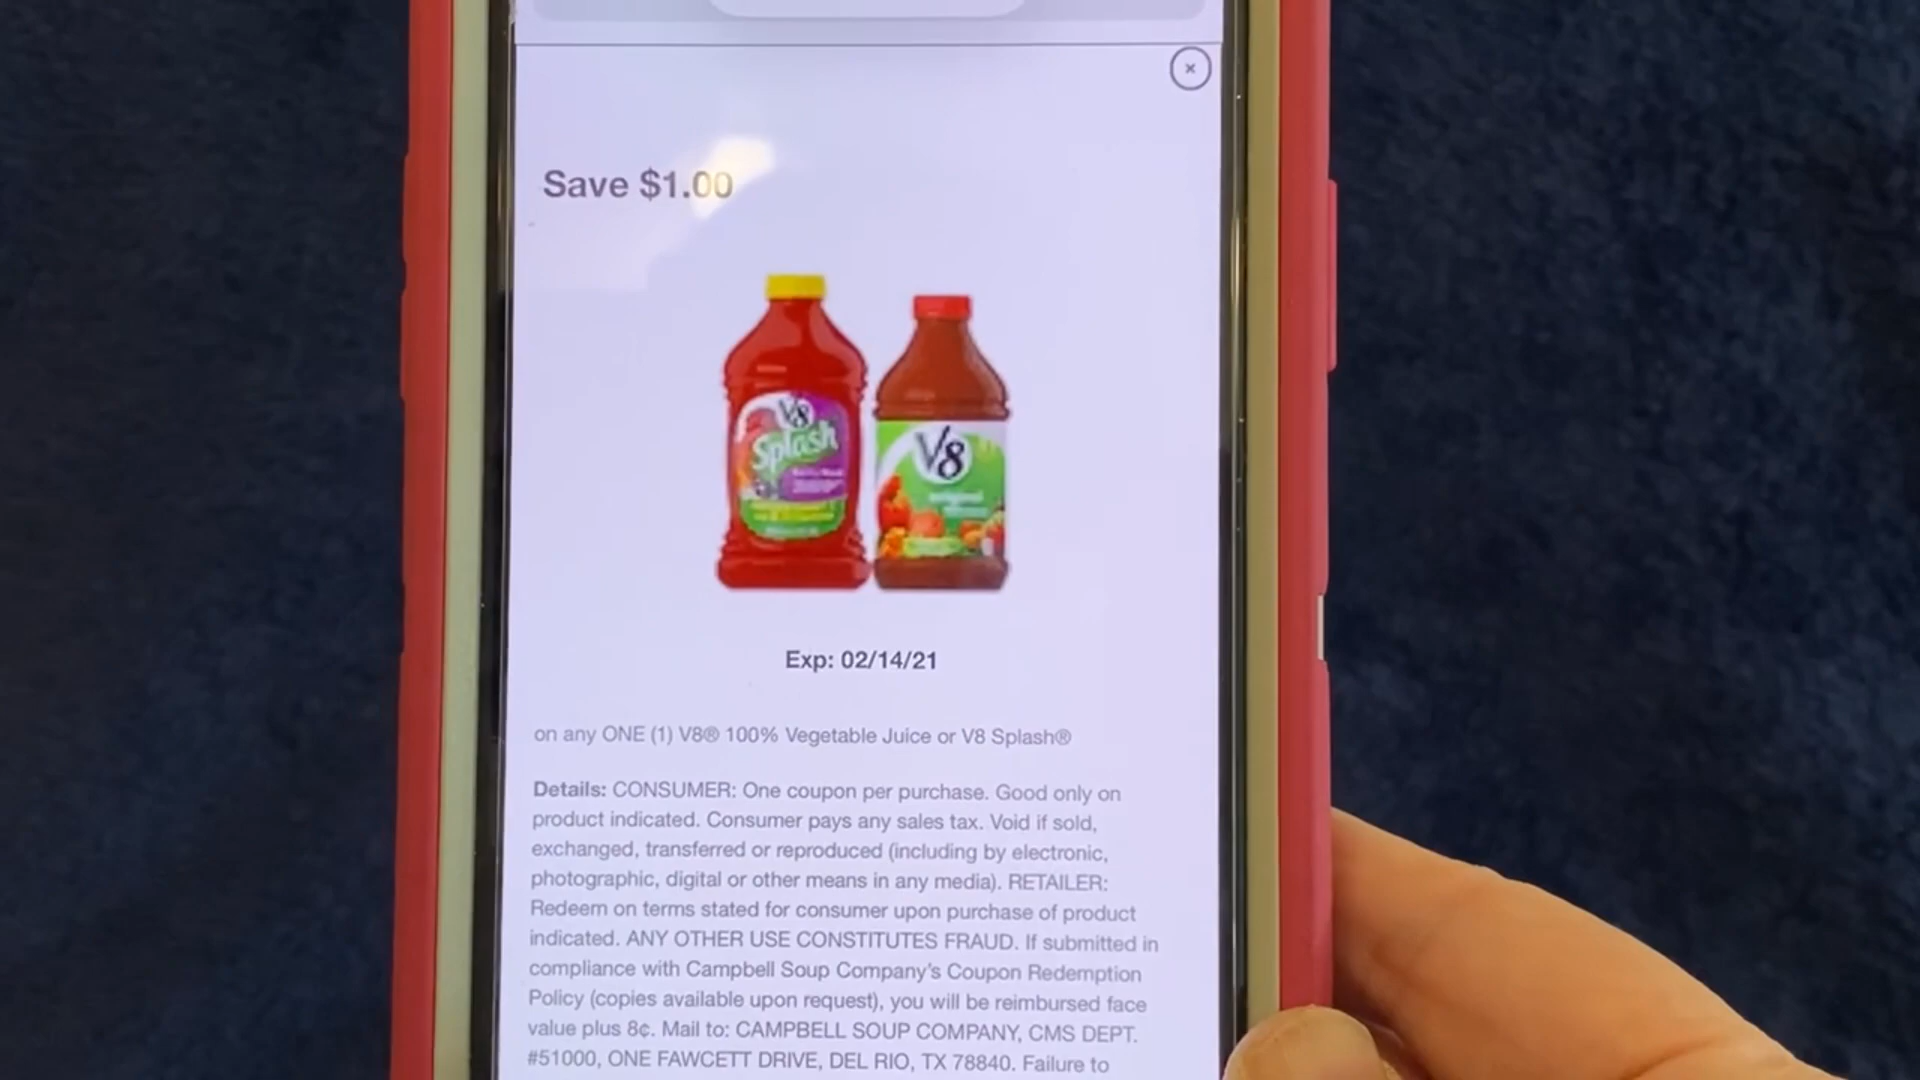 Save $1.00
V8
Splash
V8
original
Exp: 02/14/21
on any ONE (1) V8® 100% Vegetable Juice or V8 Splash®
Details: CONSUMER: One coupon per purchase. Good only on
product indicated. Consumer pays any sales tax. Void if sold,
exchanged, transferred or reproduced (including by electronic,
photographic, digital or other means in any media). RETAILER:
Redeem on terms stated for consumer upon purchase of product
indicated. ANY OTHER USE CONSTITUTES FRAUD. If submitted in
compliance with Campbell Soup Company's Coupon Redemption
Policy (copies available upon request), you will be reimbursed face
value plus 8¢. Mail to: CAMPBELL SOUP COMPANY, CMS DEPT.
#51000, ONE FAWCETT DRIVE, DEL RIO, TX 78840. Failure to